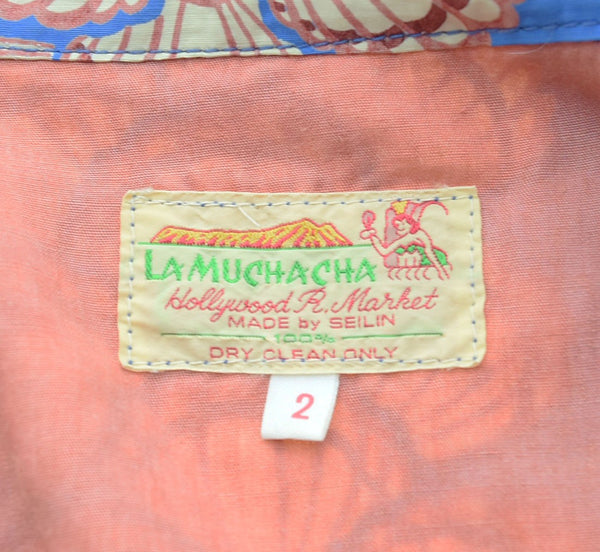 LA MUCHACHA
Hollywood R. Market
MADE by SEILIN
100%
DRY CLEAN ONLY
2